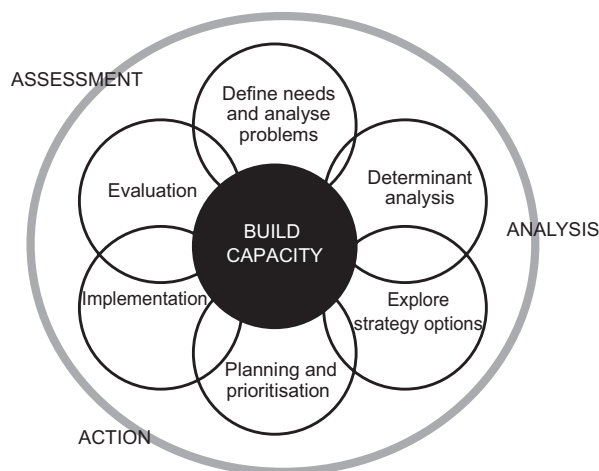 ASSESSMENT
Define needs
and analyse
problems
Evaluation
Determinant
analysis
BUILD
CAPACITY
ANALYSIS
Implementation
Explore
strategy options
Planning and
prioritisation
ACTION